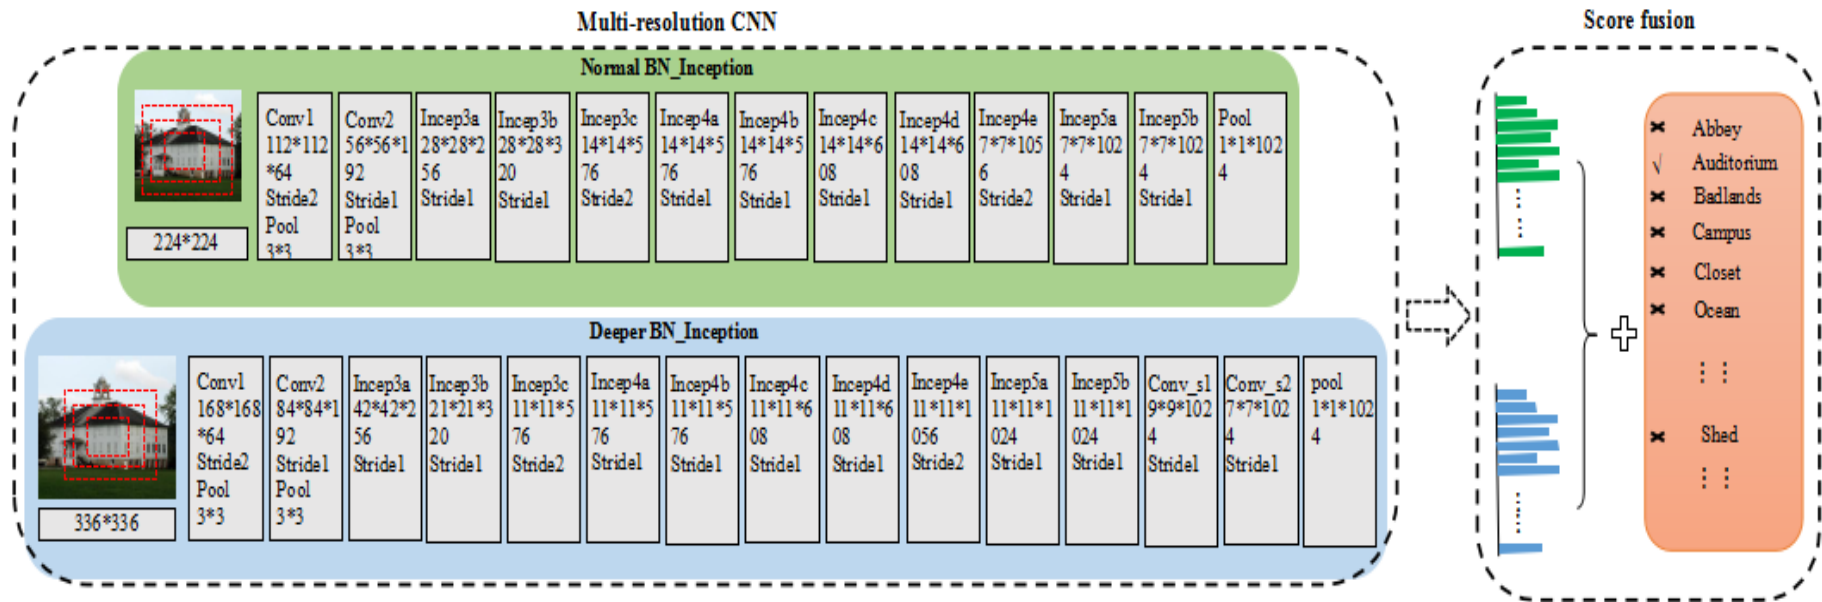 Multi-resolution CNN
Normal BN_Inception
224*224
Conv1
112*112
*64
Stride2
Pool
3*3
Conv2
56*56*1
92
Stride1
Pool
3*3
Incep3a
28*28*2
56
Stride1
Incep3b
28*28*3
20
Stride1
Incep3c
14*14*5
76
Stride2
Incep4a
14*14*5
76
Stride1
Incep4b
14*14*5
76
Stride1
Incep4c
14*14*6
08
Stride1
Incep4d
14*14*6
08
Stride1
Incep4e
7*7*105
6
Stride2
Incep5a
7*7*102
4
Stride1
Incep5b
7*7*102
4
Stride1
Pool
1*1*102
4
Deeper BN_Inception
336*336
Conv1
168*168
*64
Stride2
Pool
3*3
Conv2
84*84*1
92
Stride1
Pool
3*3
Incep3a
42*42*2
56
Stride1
Incep3b
21*21*3
20
Stride1
Incep3c
11*11*5
76
Stride2
Incep4a
11*11*5
76
Stride1
Incep4b
11*11*5
76
Stride1
Incep4c
11*11*6
08
Stride1
Incep4d
11*11*6
08
Stride1
Incep4e
11*11*1
056
Stride2
Incep5a
11*11*1
024
Stride1
Incep5b
11*11*1
024
Stride1
Conv_s1
9*9*102
4
Stride1
Conv_s2
7*7*102
4
Stride1
pool
1*1*102
4
Score fusion
Abbey
√ Auditorium
Badlands
Campus
Closet
Ocean
Shed